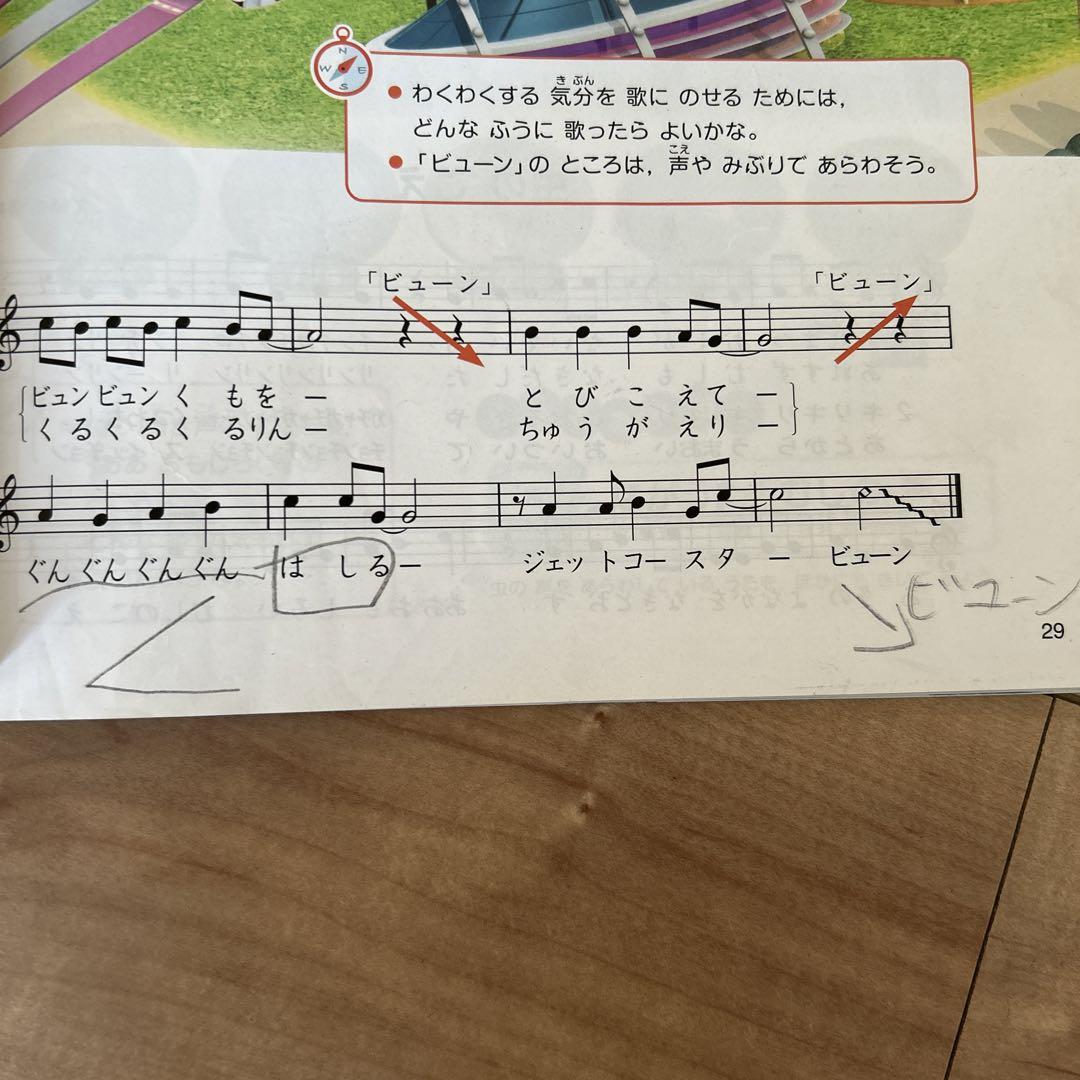 N
W E
S
わくわくする 気分を 歌に のせる ためには,
きぶん
どんな ふうに 歌ったら よいかな。
「ビューン」の ところは, 声や みぶりで あらわそう。
こえ
「ビューン」 「ビューン」
ビュンビュン く もを ー と び こ えて ー
くるくるく るりん ー ちゅう が えり ー
ぐん ぐん ぐん ぐん は しる ー ジェットコー スタ ー ビューン
ビューン
29